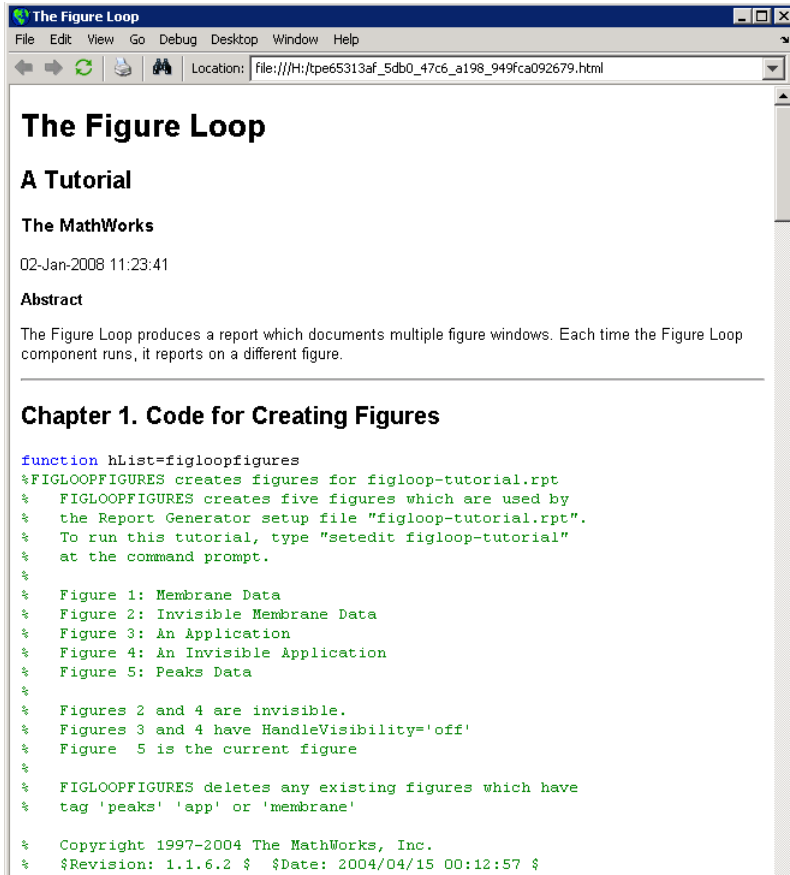 The Figure Loop
File Edit View Go Debug Desktop Window Help
Location: file:///H:/tpe65313af_5db0_47c6_a198_949fca092679.html
The Figure Loop
A Tutorial
The MathWorks
02-Jan-2008 11:23:41
Abstract
The Figure Loop produces a report which documents multiple figure windows. Each time the Figure Loop
component runs, it reports on a different figure.
Chapter 1. Code for Creating Figures
function hList=figloopfigures
%FIGLOOPFIGURES creates figures for figloop-tutorial.rpt
%   FIGLOOPFIGURES creates five figures which are used by
%   the Report Generator setup file "figloop-tutorial.rpt".
%   To run this tutorial, type "setedit figloop-tutorial"
%   at the command prompt.
%
%   Figure 1: Membrane Data
%   Figure 2: Invisible Membrane Data
%   Figure 3: An Application
%   Figure 4: An Invisible Application
%   Figure 5: Peaks Data
%
%   Figures 2 and 4 are invisible.
%   Figures 3 and 4 have HandleVisibility='off'
%   Figure  5 is the current figure
%
%   FIGLOOPFIGURES deletes any existing figures which have
%   tag 'peaks' 'app' or 'membrane'
%   Copyright 1997-2004 The MathWorks, Inc.
%   $Revision: 1.1.6.2 $  $Date: 2004/04/15 00:12:57 $